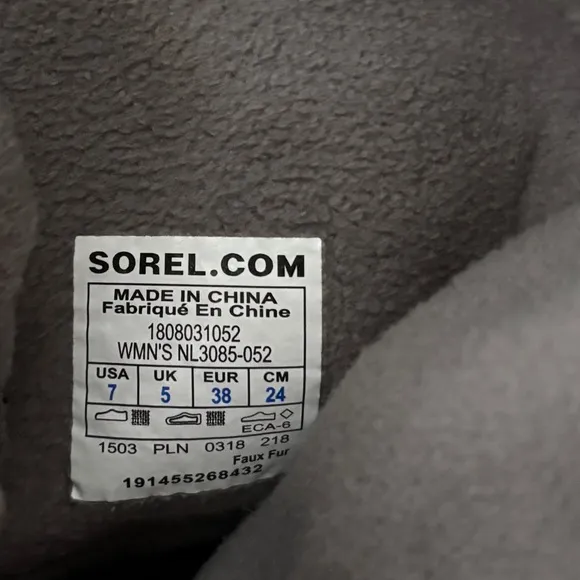 SOREL.COM
MADE IN CHINA
Fabriqué En Chine
1808031052
WMN'S NL3085-052
USA UK EUR CM
7 5 38 24
ECA-6
1503 PLN 0318 218
Faux Fur
191455268432